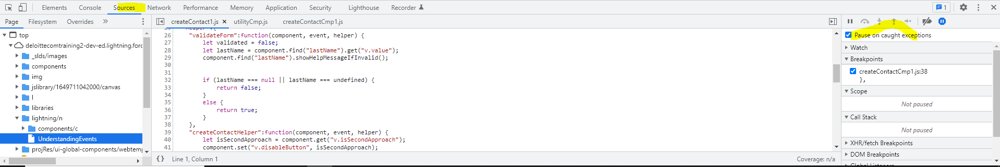 Elements Console Sources Network Performance Memory Application Security Lighthouse Recorder 1
Page Filesystem Overrides »
createContact1.js × utilityCmp.js createContactCmp1.js
top
deloittecomtraining2-dev-ed.lightning.forc
_slds/images
components
img
jslibrary/1649711042000/canvas
l
libraries
lightning/n
components/c
UnderstandingEvents
projRes/ui-global-components/webtemp
26 "validateForm":function(component, event, helper) {
27 let validated = false;
28 let lastName = component.find("lastName").get("v.value");
29 component.find("lastName").showHelpMessageIfInvalid();
30
31
32 if (lastName === null || lastName === undefined) {
33 return false;
34 }
35 else {
36 return true;
37 }
38 },
39 "createContactHelper":function(component, event, helper) {
40 let isSecondApproach = component.get("v.isSecondApproach");
41 component.set("v.disableButton", isSecondApproach);
{} Line 1, Column 1 Coverage: n/a
Pause on caught exceptions
Watch
Breakpoints
createContactCmp1.js:38
},
Scope
Not paused
Call Stack
Not paused
XHR/fetch Breakpoints
DOM Breakpoints